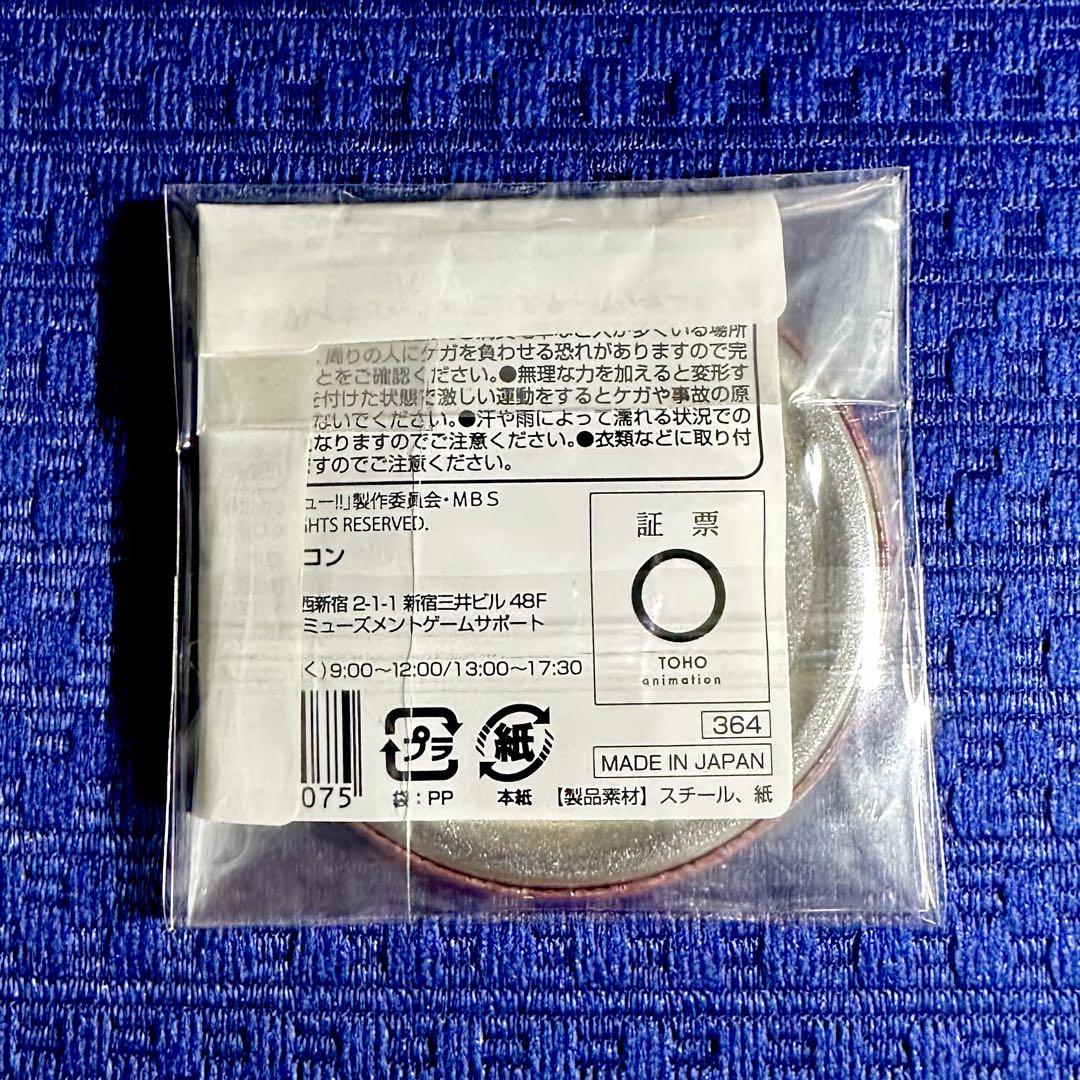 周りの人にケガを負わせる恐れがありますので完
とをご確認ください。●無理な力を加えると変形す
を付けた状態で激しい運動をするとケガや事故の原
ないでください。●汗や雨によって濡れる状況での
なりますのでご注意ください。●衣類などに取り付
ますのでご注意ください。
ュー!!」製作委員会・MBS
GHTS RESERVED.
コン
西新宿 2-1-1 新宿三井ビル 48F
ミューズメントゲームサポート
く)9:00～12:00/13:00～17:30
証 票
TOHO
animation
364
MADE IN JAPAN
プラ
紙
075
袋：PP
本紙
【製品素材】スチール、紙